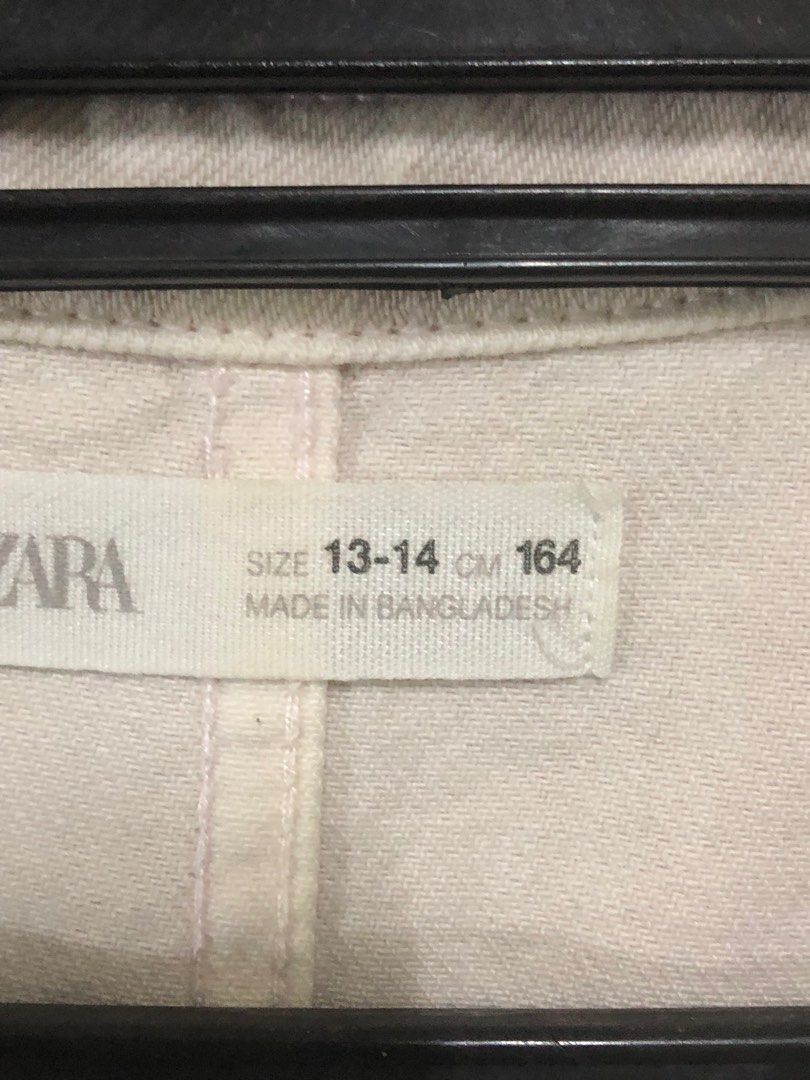 ZARA
SIZE 13-14 CM 164
MADE IN BANGLADESH